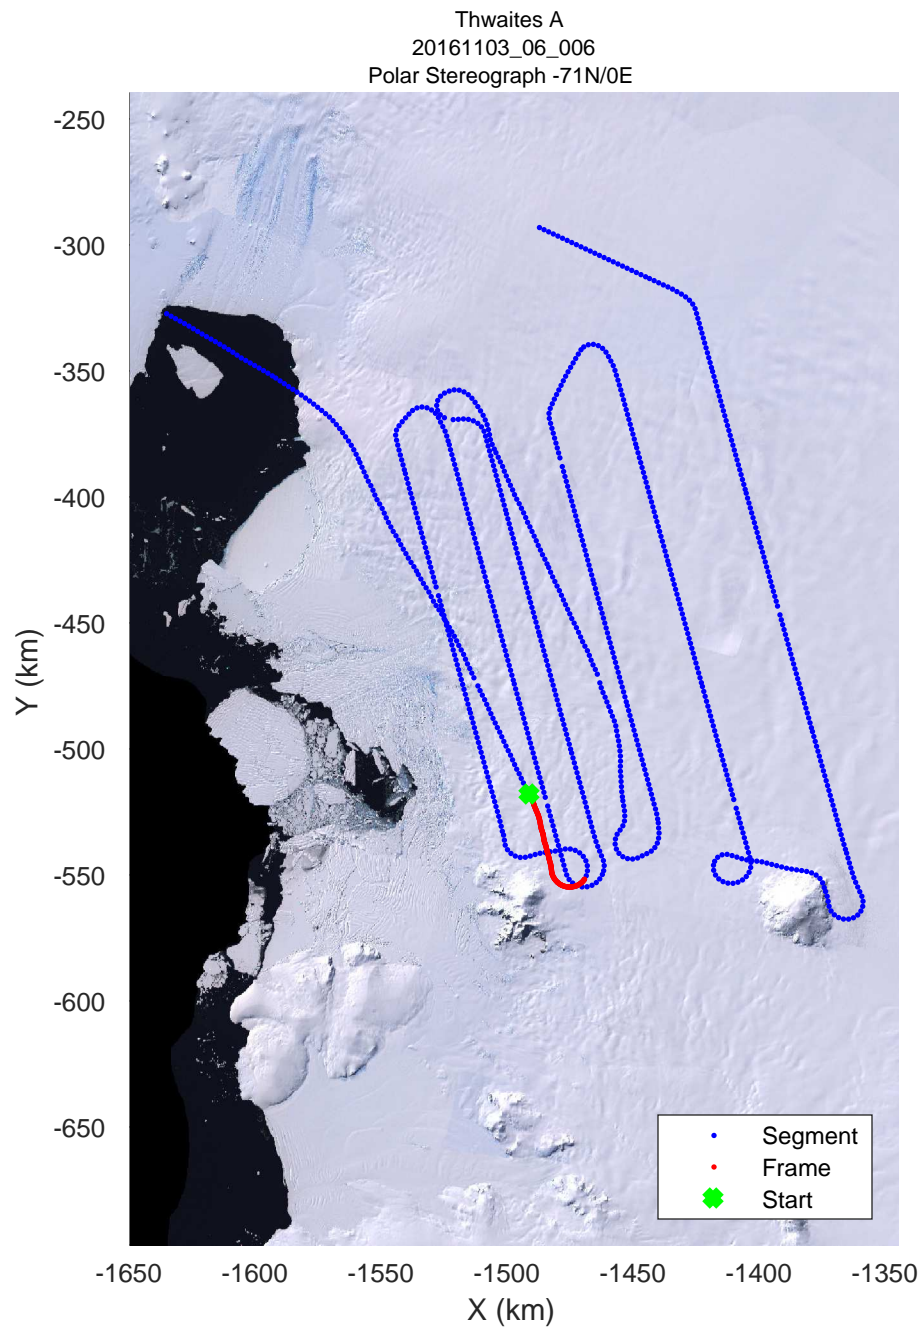 Thwaites A
20161103_06_006
Polar Stereograph -71N/0E
-250
-300
-350
-400
-450
-500
-550
-600
-650
Y (km)
-1650 -1600 -1550 -1500 -1450 -1400 -1350
X (km)
Segment
Frame
Start